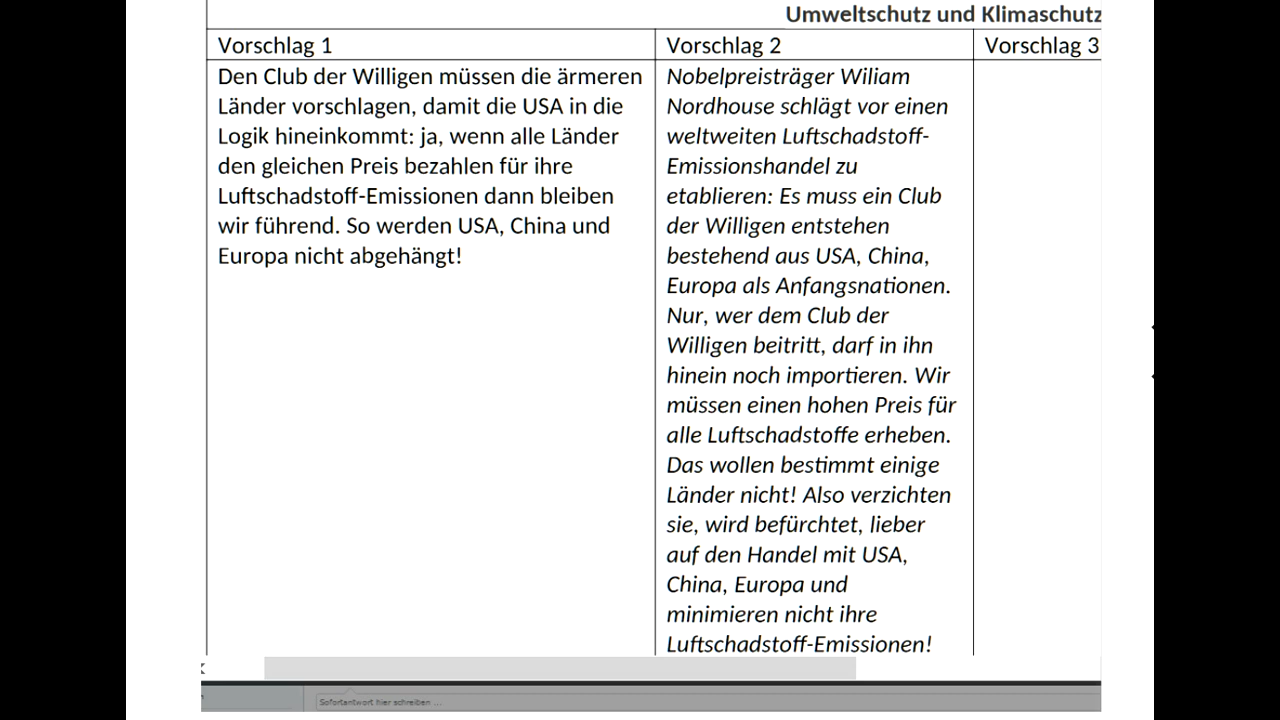 Umweltschutz und Klimaschutz
Vorschlag 1
Den Club der Willigen müssen die ärmeren
Länder vorschlagen, damit die USA in die
Logik hineinkommt: ja, wenn alle Länder
den gleichen Preis bezahlen für ihre
Luftschadstoff-Emissionen dann bleiben
wir führend. So werden USA, China und
Europa nicht abgehängt!
Vorschlag 2
Nobelpreisträger Wiliam
Nordhouse schlägt vor einen
weltweiten Luftschadstoff-
Emissionshandel zu
etablieren: Es muss ein Club
der Willigen entstehen
bestehend aus USA, China,
Europa als Anfangsnationen.
Nur, wer dem Club der
Willigen beitritt, darf in ihn
hinein noch importieren. Wir
müssen einen hohen Preis für
alle Luftschadstoffe erheben.
Das wollen bestimmt einige
Länder nicht! Also verzichten
sie, wird befürchtet, lieber
auf den Handel mit USA,
China, Europa und
minimieren nicht ihre
Luftschadstoff-Emissionen!
Vorschlag 3
Sofortantwort hier schreiben ...